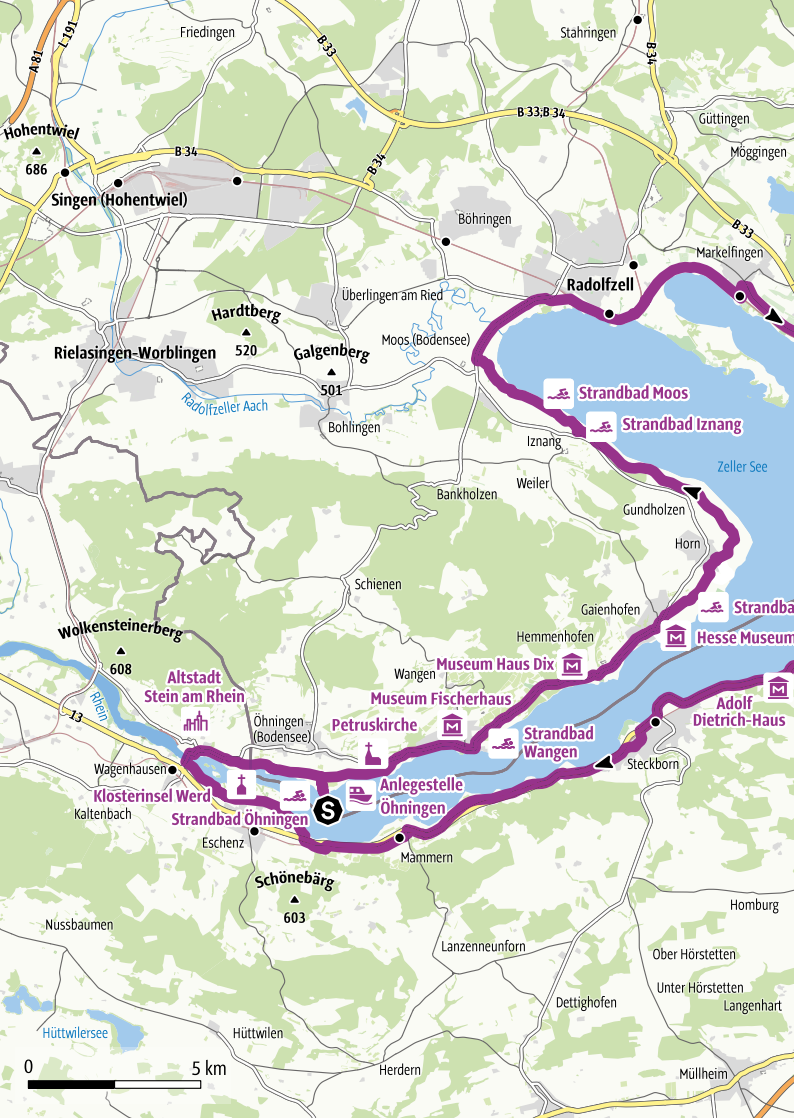 Friedingen
B 33
Stahringen
L 191
A 81
B 34
B 33;B 34
Güttingen
Hohentwiel
686
B 34
B 34
Möggingen
Singen (Hohentwiel)
Böhringen
B 33
Markelfingen
Radolfzell
Überlingen am Ried
Hardtberg
520
Moos (Bodensee)
Rielasingen-Worblingen
Galgenberg
501
Strandbad Moos
Radolfzeller Aach
Strandbad Iznang
Bohlingen
Iznang
Zeller See
Weiler
Bankholzen
Gundholzen
Horn
Schienen
Gaienhofen
Strandba
Wolkensteinerberg
608
Hemmenhofen
Hesse Museum
Museum Haus Dix
Altstadt
Stein am Rhein
Wangen
Rhein
Museum Fischerhaus
Adolf
Dietrich-Haus
13
Öhningen
(Bodensee)
Petruskirche
Strandbad
Wangen
Steckborn
Wagenhausen
Klosterinsel Werd
Anlegestelle
Öhningen
S
Kaltenbach
Strandbad Öhningen
Eschenz
Mammern
Schönebärg
603
Homburg
Nussbaumen
Lanzenneunforn
Ober Hörstetten
Unter Hörstetten
Dettighofen
Langenhart
Hüttwilersee
Hüttwilen
0
5 km
Herdern
Müllheim